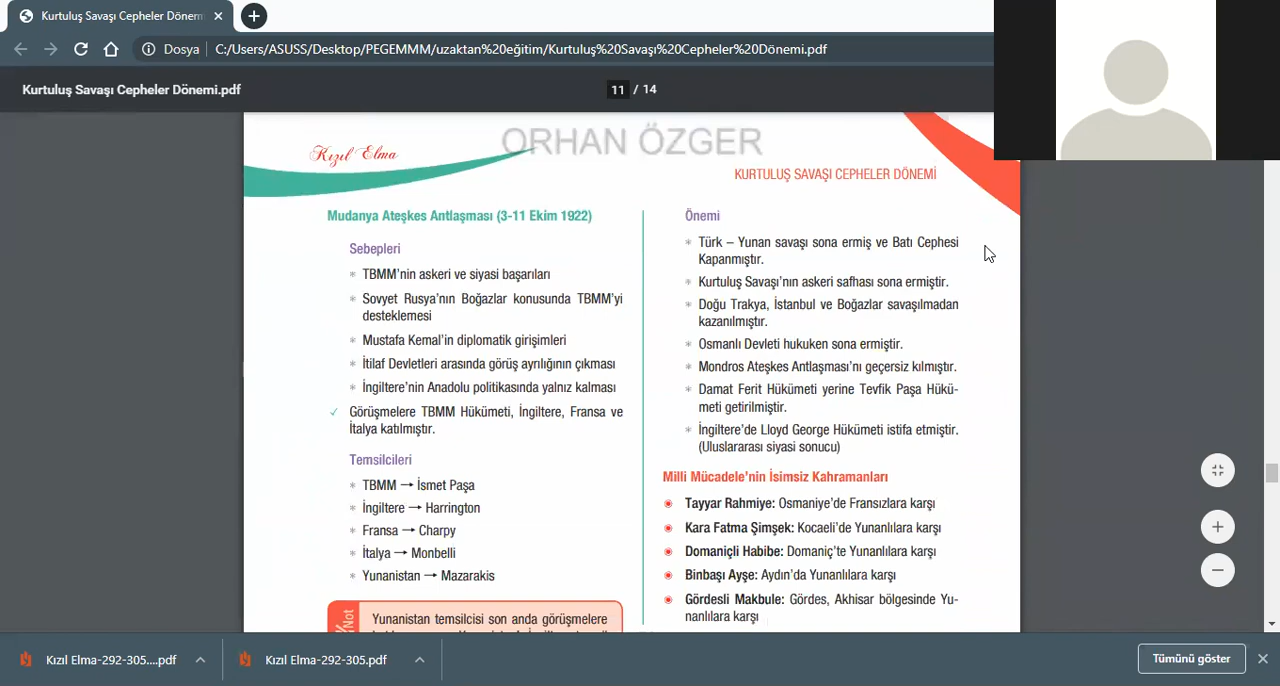 Kurtuluş Savaşı Cepheler Dönem
Dosya
C:/Users/ASUSS/Desktop/PEGEMMM/uzaktan%20eğitim/Kurtuluş%20Savaşı%20Cepheler%20Dönemi.pdf
Kurtuluş Savaşı Cepheler Dönemi.pdf
11 / 14
Kızıl Elma
ORHAN ÖZGER
KURTULUŞ SAVAŞI CEPHELER DÖNEMİ
Mudanya Ateşkes Antlaşması (3-11 Ekim 1922)
Sebepleri
* TBMM'nin askeri ve siyasi başarıları
* Sovyet Rusya'nın Boğazlar konusunda TBMM'yi
desteklemesi
* Mustafa Kemal'in diplomatik girişimleri
* İtilaf Devletleri arasında görüş ayrılığının çıkması
* İngiltere'nin Anadolu politikasında yalnız kalması
✓ Görüşmelere TBMM Hükümeti, İngiltere, Fransa ve
İtalya katılmıştır.
Temsilcileri
* TBMM → İsmet Paşa
* İngiltere → Harrington
* Fransa → Charpy
* İtalya → Monbelli
* Yunanistan → Mazarakis
Not
Yunanistan temsilcisi son anda görüşmelere
Önemi
* Türk – Yunan savaşı sona ermiş ve Batı Cephesi
Kapanmıştır.
* Kurtuluş Savaşı'nın askeri safhası sona ermiştir.
* Doğu Trakya, İstanbul ve Boğazlar savaşılmadan
kazanılmıştır.
* Osmanlı Devleti hukuken sona ermiştir.
* Mondros Ateşkes Antlaşması'nı geçersiz kılmıştır.
* Damat Ferit Hükümeti yerine Tevfik Paşa Hükü-
meti getirilmiştir.
* İngiltere'de Lloyd George Hükümeti istifa etmiştir.
(Uluslararası siyasi sonucu)
Milli Mücadele'nin İsimsiz Kahramanları
Tayyar Rahmiye: Osmaniye'de Fransızlara karşı
Kara Fatma Şimşek: Kocaeli'de Yunanlılara karşı
Domaniçli Habibe: Domaniç'te Yunanlılara karşı
Binbaşı Ayşe: Aydın'da Yunanlılara karşı
Gördesli Makbule: Gördes, Akhisar bölgesinde Yu-
nanlılara karşı
Kızıl Elma-292-305....pdf
Kızıl Elma-292-305.pdf
Tümünü göster